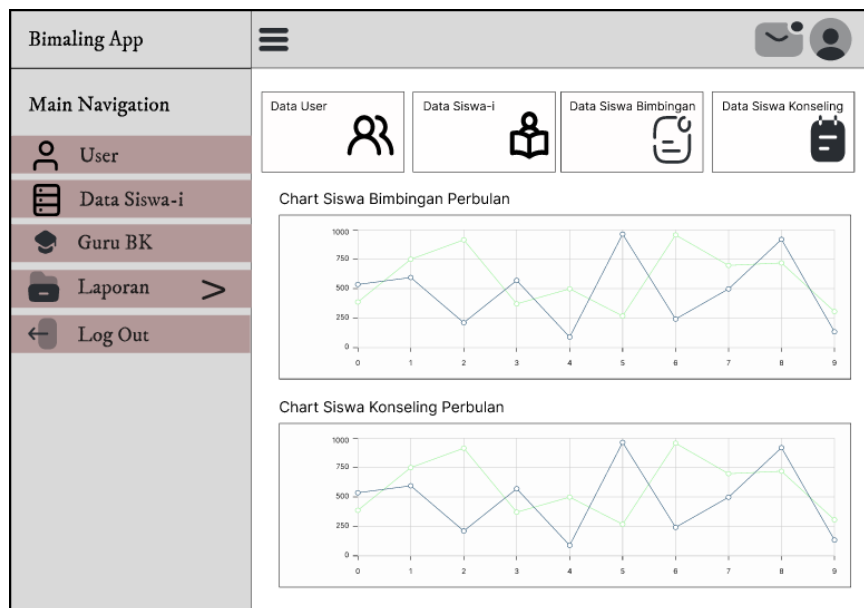 Bimaling App
Main Navigation
User
Data Siswa-i
Guru BK
Laporan >
Log Out
Data User
Data Siswa-i
Data Siswa Bimbingan
Data Siswa Konseling
Chart Siswa Bimbingan Perbulan
1000
750
500
250
0
0 1 2 3 4 5 6 7 8 9
Chart Siswa Konseling Perbulan
1000
750
500
250
0
0 1 2 3 4 5 6 7 8 9